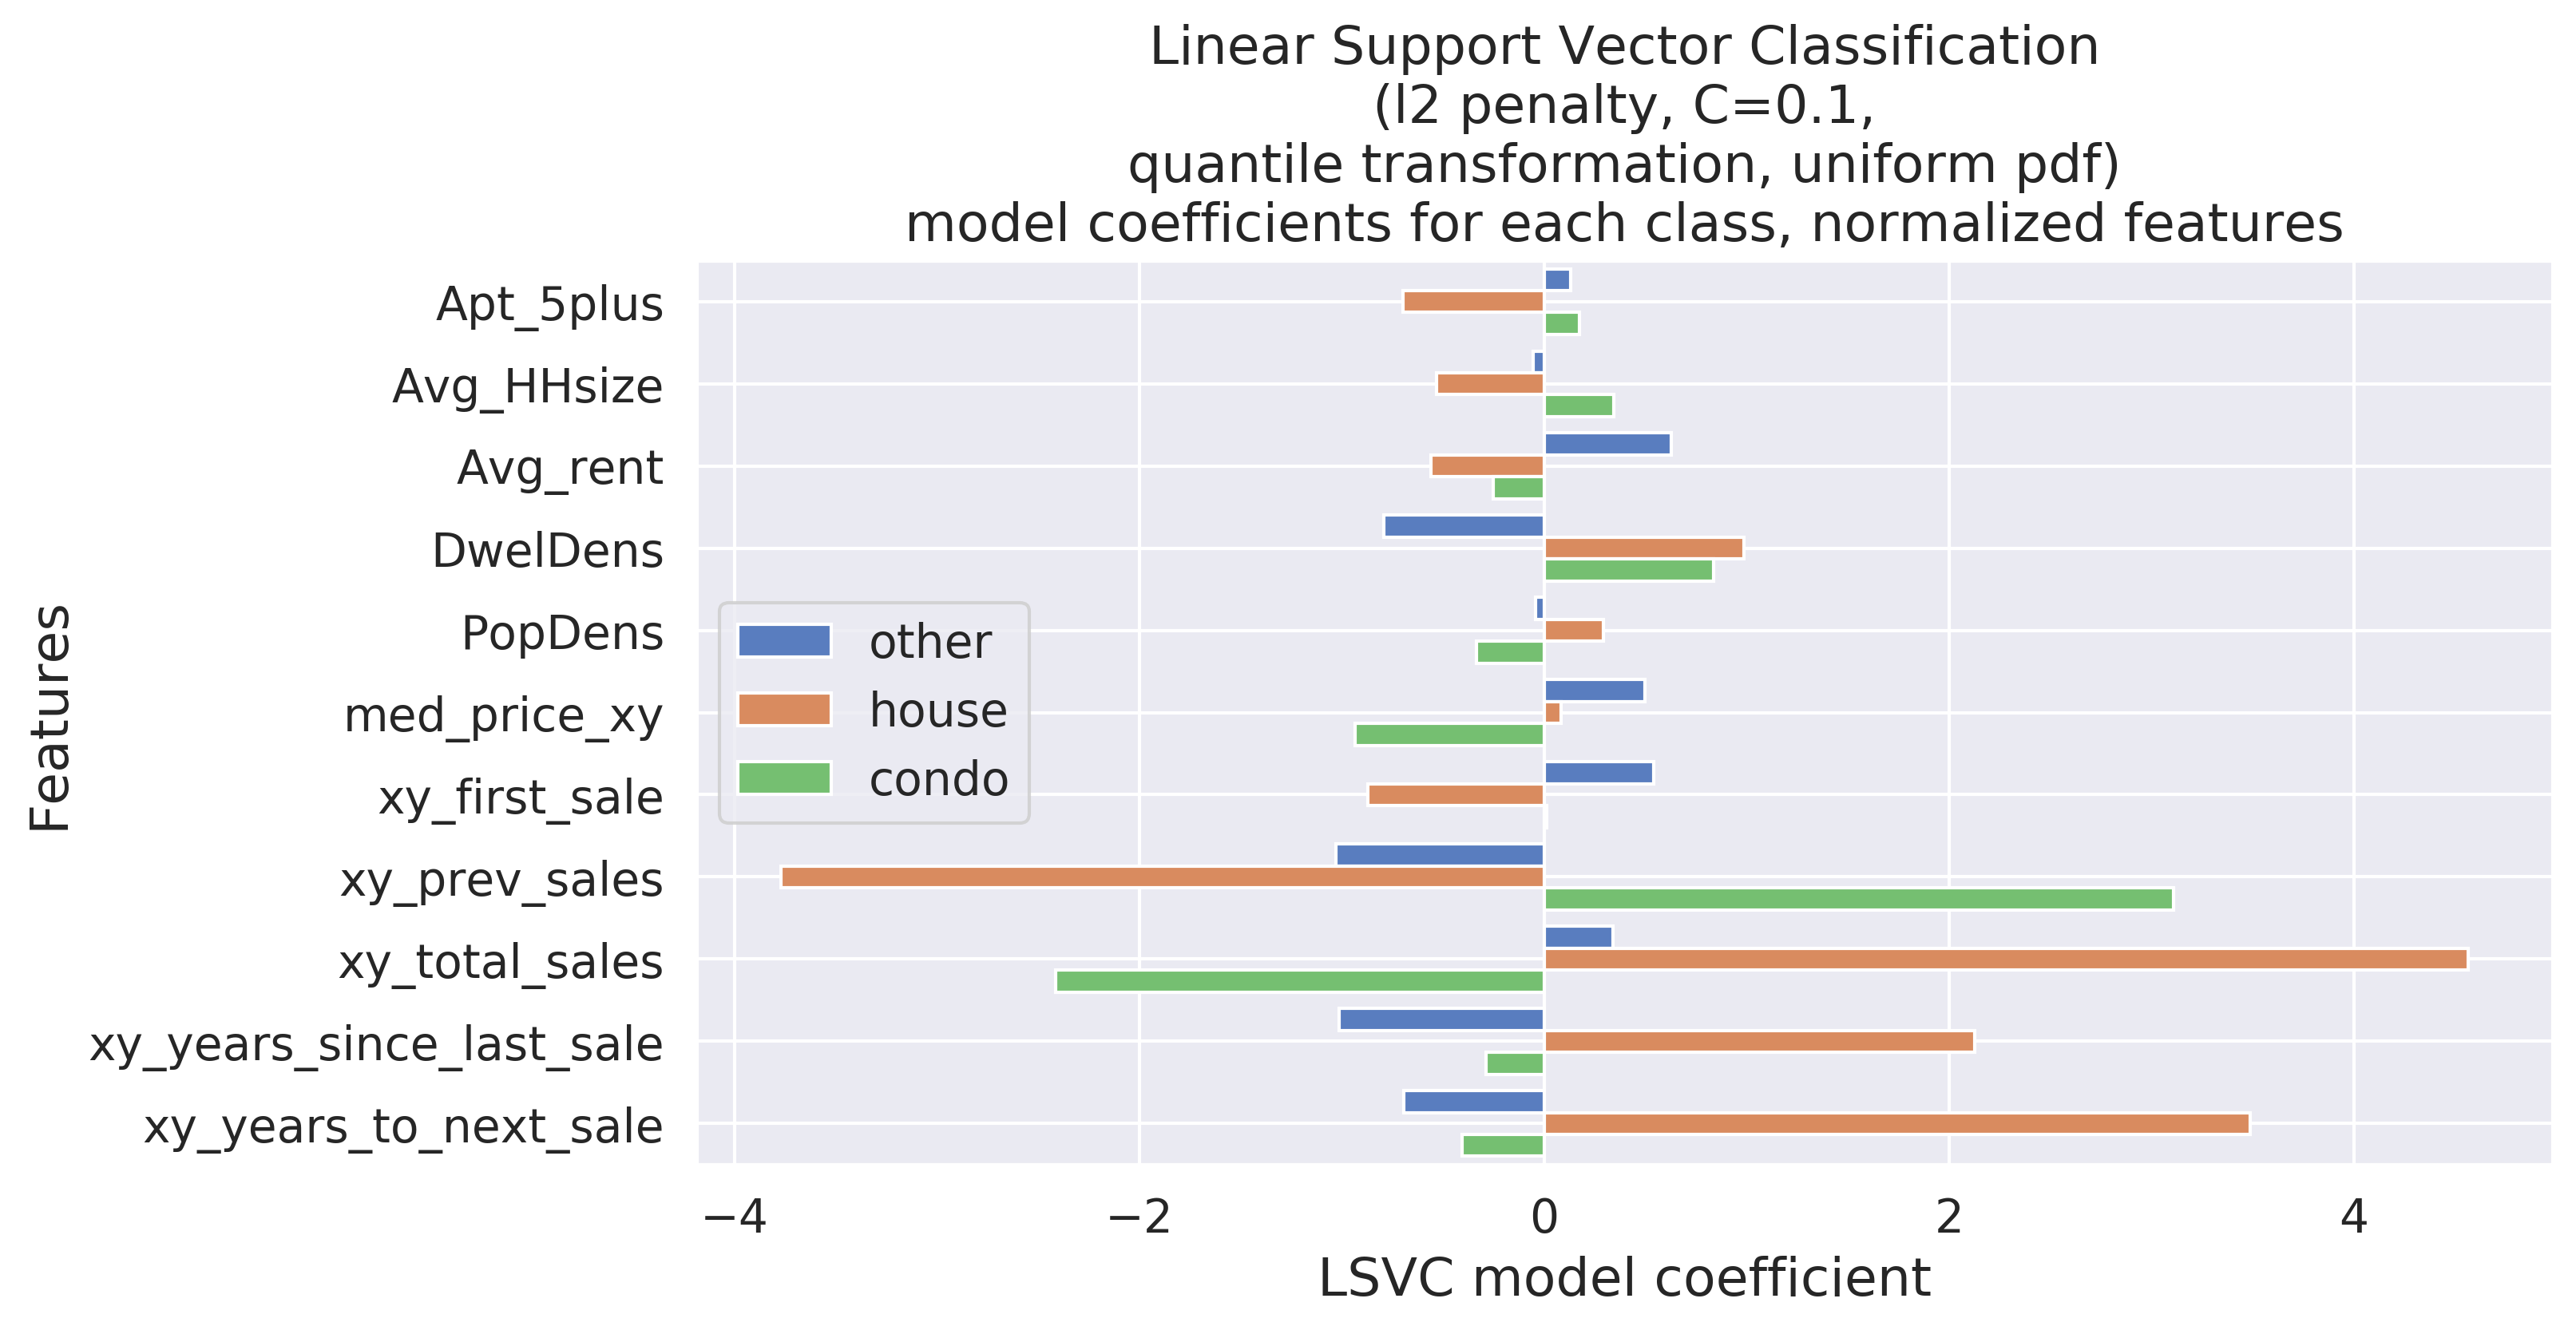 Linear Support Vector Classification
(l2 penalty, C=0.1,
quantile transformation, uniform pdf)
model coefficients for each class, normalized features
Features
Apt_5plus
Avg_HHsize
Avg_rent
DwelDens
PopDens
med_price_xy
xy_first_sale
xy_prev_sales
xy_total_sales
xy_years_since_last_sale
xy_years_to_next_sale
other
house
condo
−4 −2 0 2 4
LSVC model coefficient